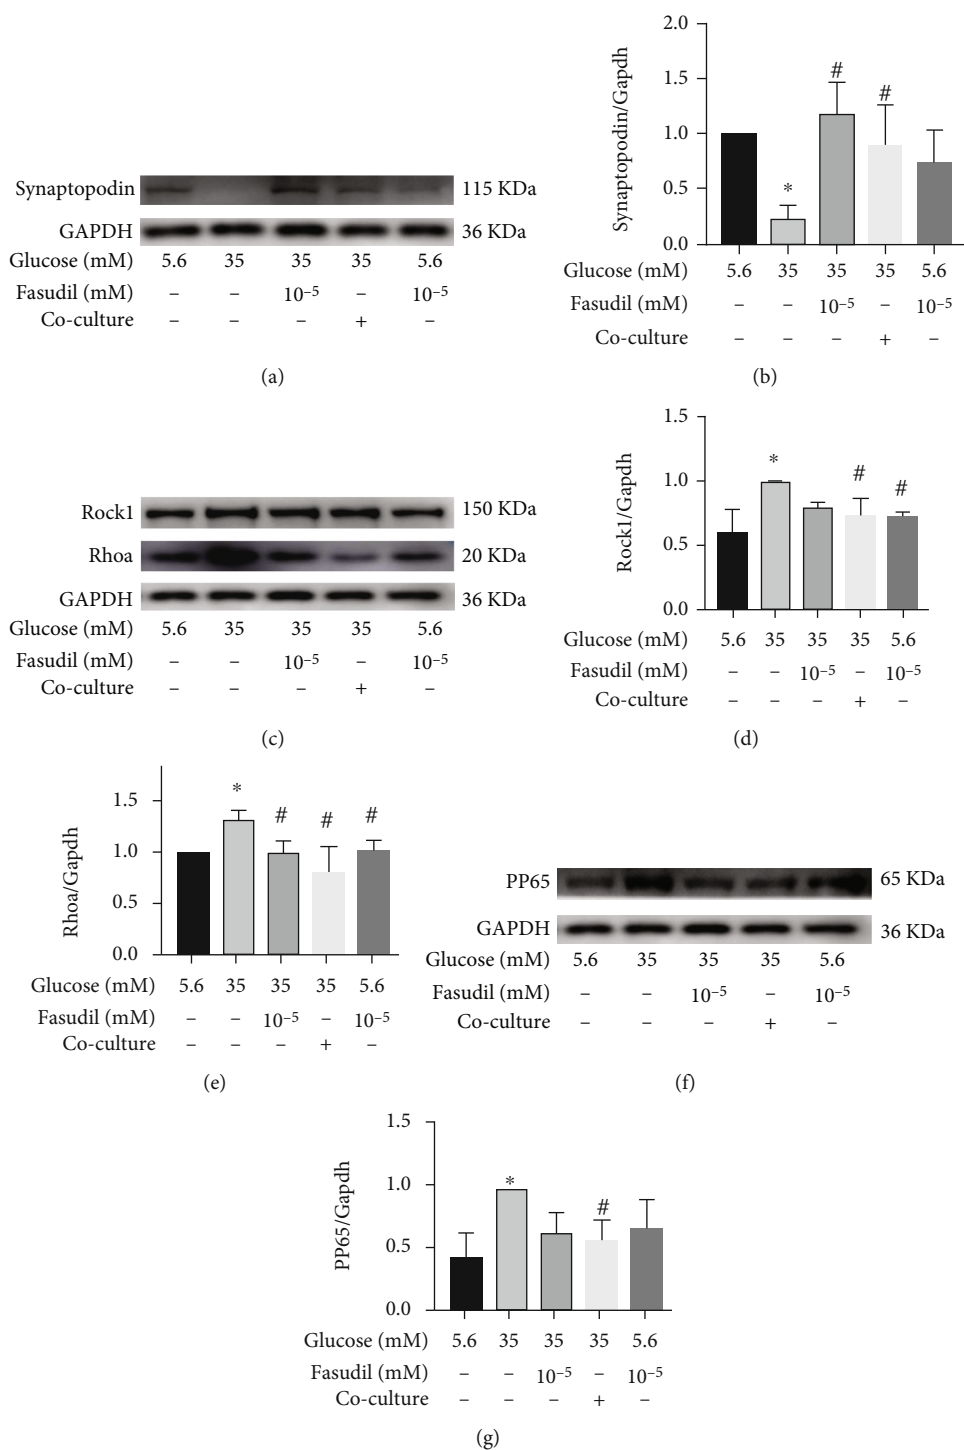 Synaptopodin 115 KDa
GAPDH 36 KDa
Glucose (mM) 5.6 35 35 35 5.6
Fasudil (mM) – – 10–5 – 10–5
Co-culture – – – + –
(a)
Synaptopodin/Gapdh
2.0
1.5
1.0
0.5
0.0
* # #
Glucose (mM) 5.6 35 35 35 5.6
Fasudil (mM) – – 10–5 – 10–5
Co-culture – – – + –
(b)
Rock1 150 KDa
Rhoa 20 KDa
GAPDH 36 KDa
Glucose (mM) 5.6 35 35 35 5.6
Fasudil (mM) – – 10–5 – 10–5
Co-culture – – – + –
(c)
Rock1/Gapdh
1.5
1.0
0.5
0.0
* # #
Glucose (mM) 5.6 35 35 35 5.6
Fasudil (mM) – – 10–5 – 10–5
Co-culture – – – + –
(d)
Rhoa/Gapdh
1.5
1.0
0.5
0.0
* # # #
Glucose (mM) 5.6 35 35 35 5.6
Fasudil (mM) – – 10–5 – 10–5
Co-culture – – – + –
(e)
PP65 65 KDa
GAPDH 36 KDa
Glucose (mM) 5.6 35 35 35 5.6
Fasudil (mM) – – 10–5 – 10–5
Co-culture – – – + –
(f)
PP65/Gapdh
1.5
1.0
0.5
0.0
* #
Glucose (mM) 5.6 35 35 35 5.6
Fasudil (mM) – – 10–5 – 10–5
Co-culture – – – + –
(g)